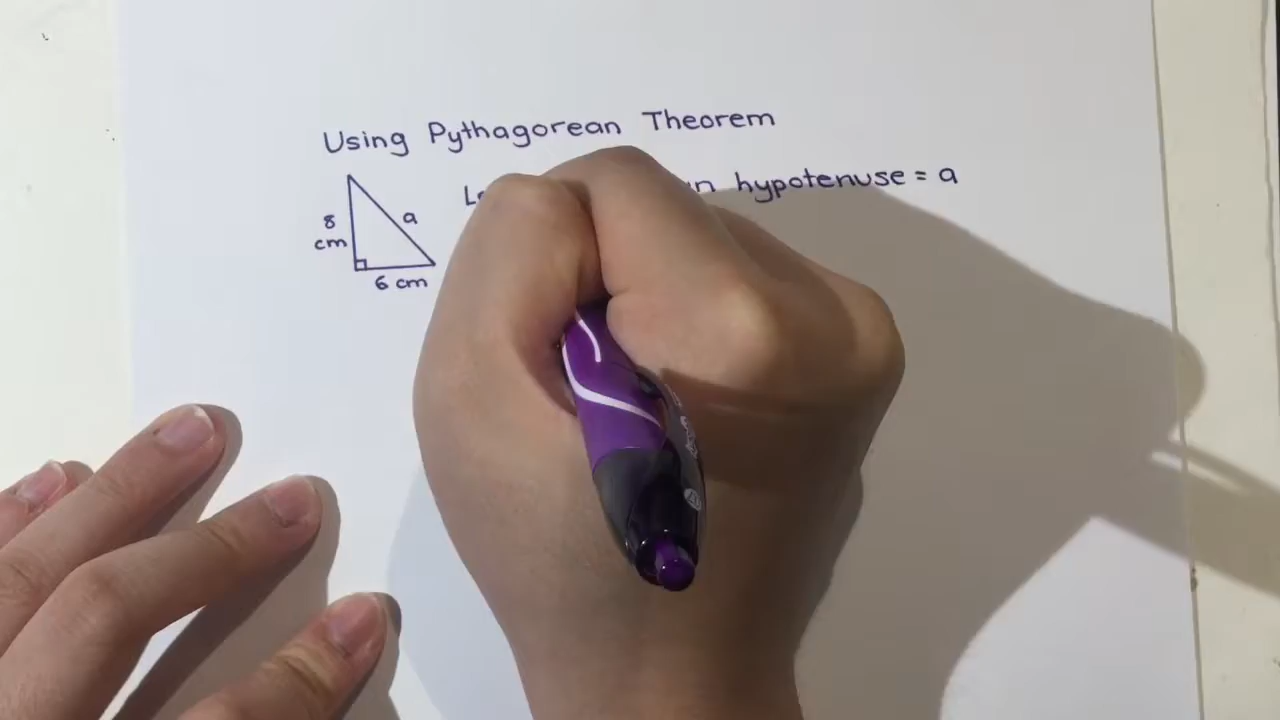 Using Pythagorean Theorem
hypotenuse = a
8
cm
a
6 cm